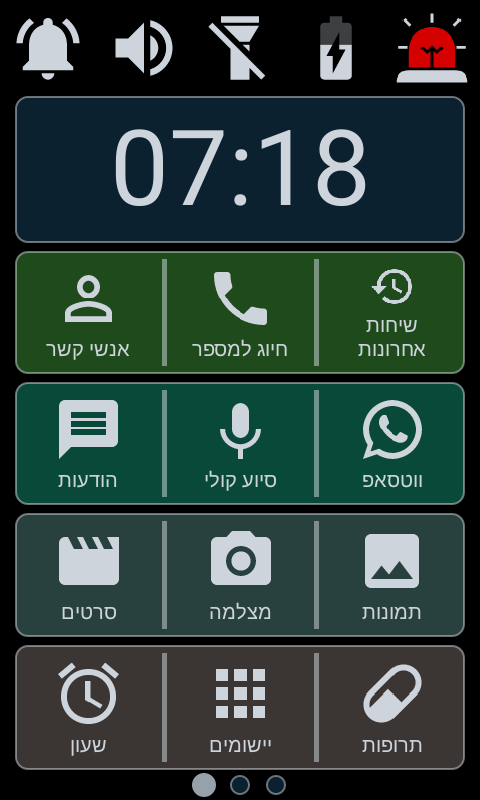 07:18
שיחות
אחרונות
חיוג למספר
אנשי קשר
ווטסאפ
סיוע קולי
הודעות
תמונות
מצלמה
סרטים
תרופות
יישומים
שעון